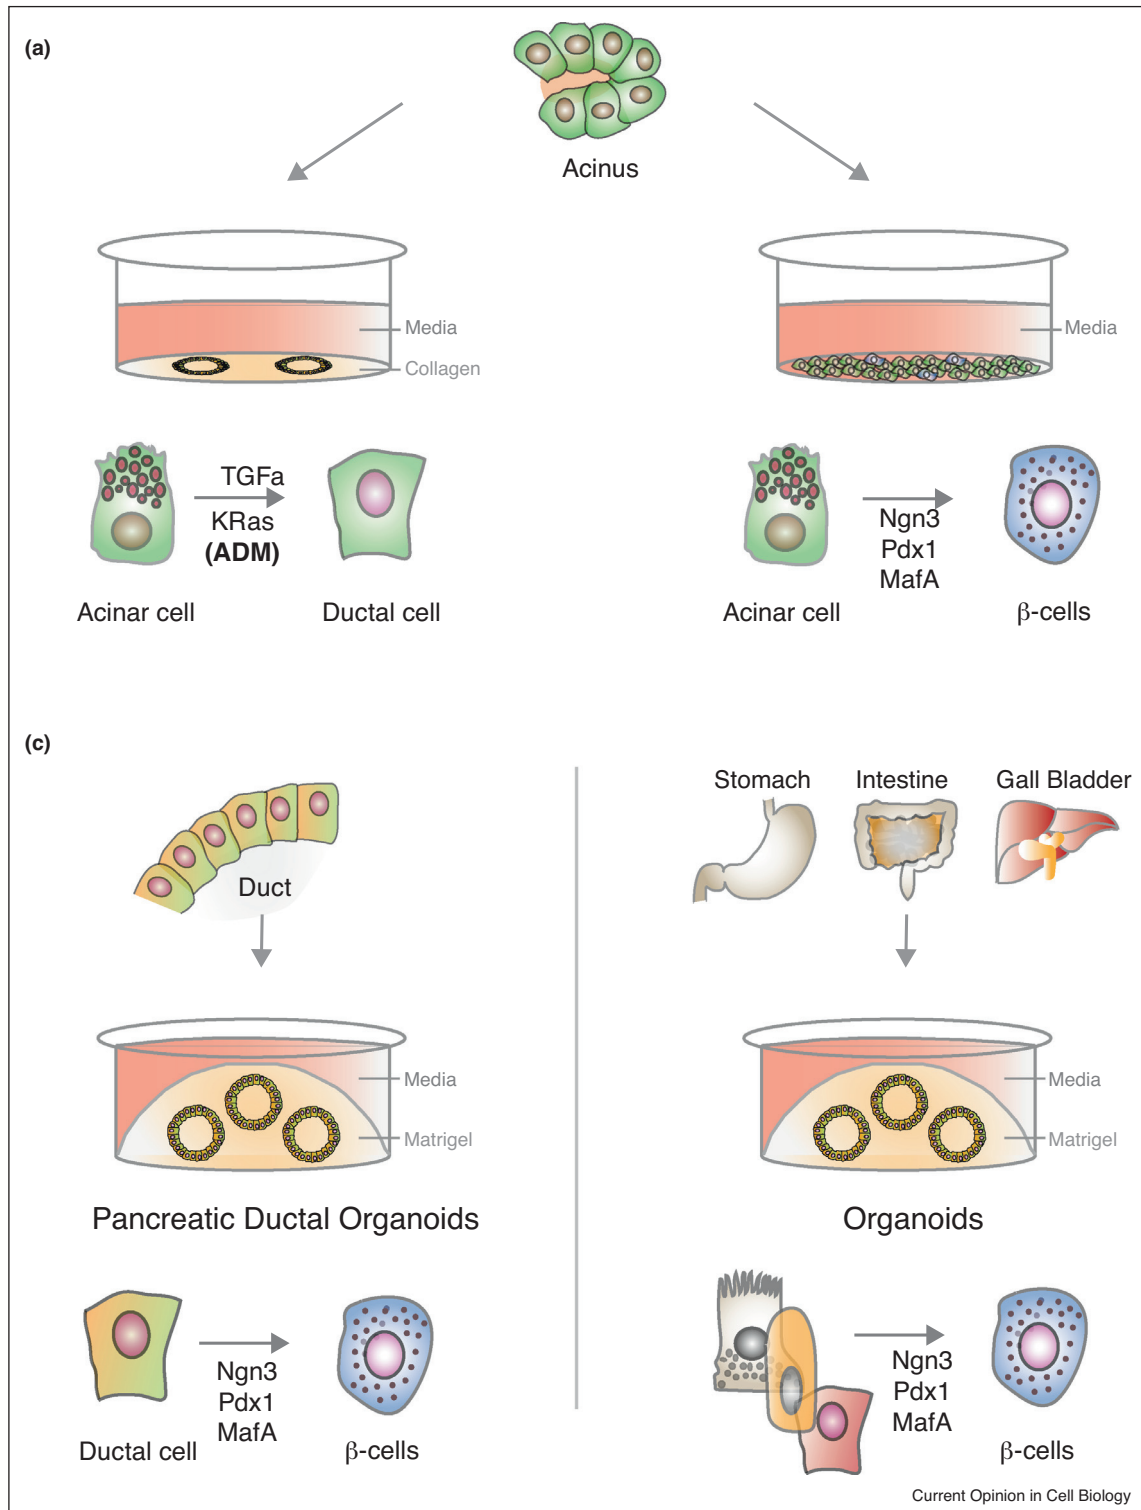 (a)
Acinus
Media
Collagen
Media
TGFa
KRas
(ADM)
Acinar cell
Ductal cell
Ngn3
Pdx1
MafA
Acinar cell
β-cells
(c)
Duct
Stomach
Intestine
Gall Bladder
Media
Matrigel
Media
Matrigel
Pancreatic Ductal Organoids
Organoids
Ngn3
Pdx1
MafA
Ductal cell
β-cells
Ngn3
Pdx1
MafA
β-cells
Current Opinion in Cell Biology